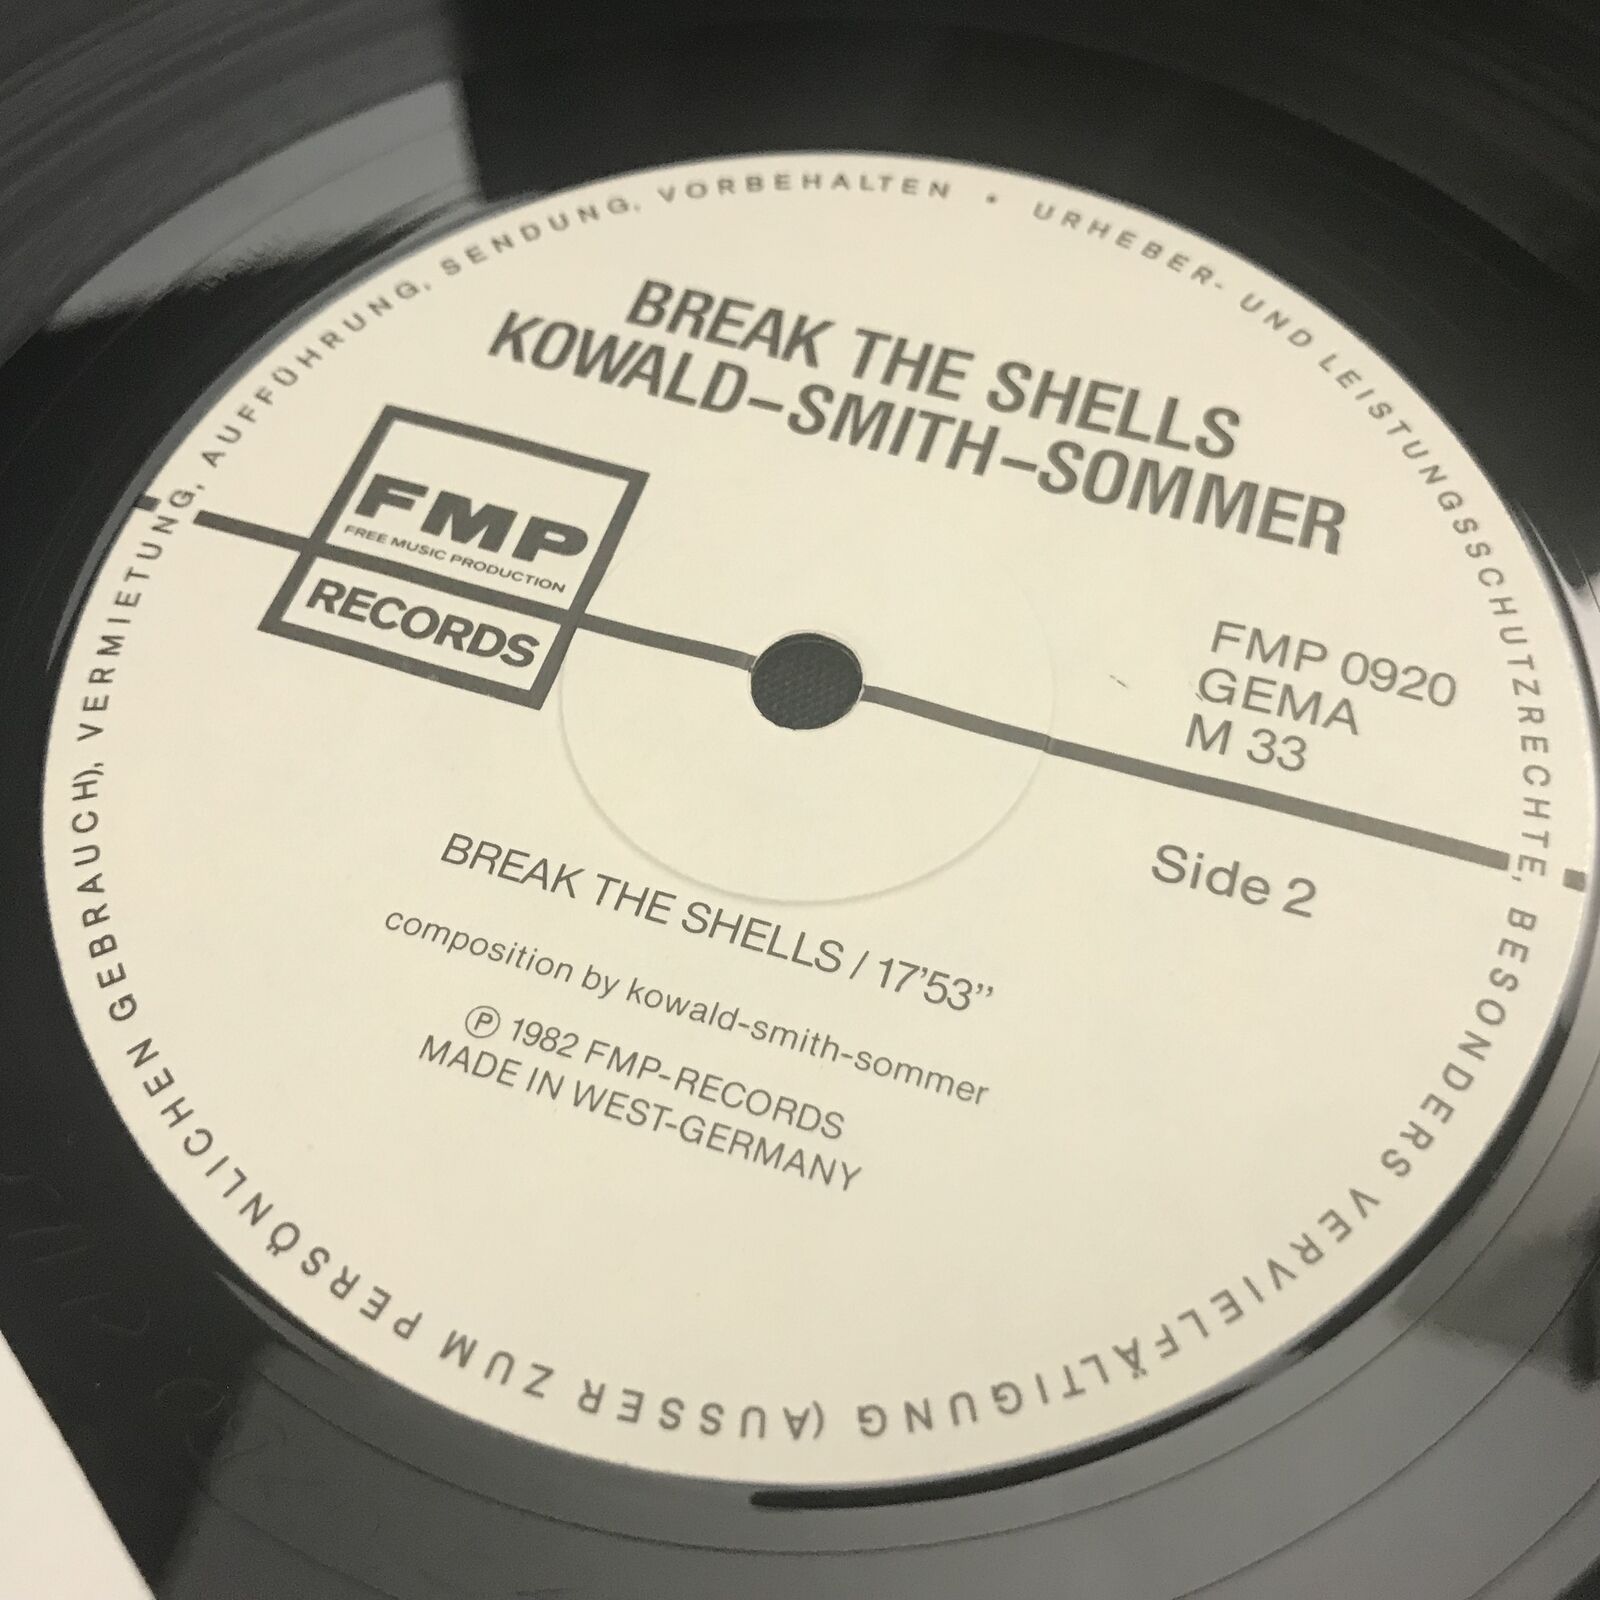 BREAK THE SHELLS
KOWALD–SMITH–SOMMER
FMP
FREE MUSIC PRODUCTION
RECORDS
FMP 0920
GEMA
M 33
Side 2
BREAK THE SHELLS / 17'53''
composition by kowald-smith-sommer
Ⓟ 1982 FMP-RECORDS
MADE IN WEST-GERMANY
URHEBER- UND LEISTUNGSSCHUTZRECHTE, BESONDERS VERVIELFÄLTIGUNG (AUSSER ZUM PERSÖNLICHEN GEBRAUCH), VERMIETUNG, AUFFÜHRUNG, SENDUNG, VORBEHALTEN •